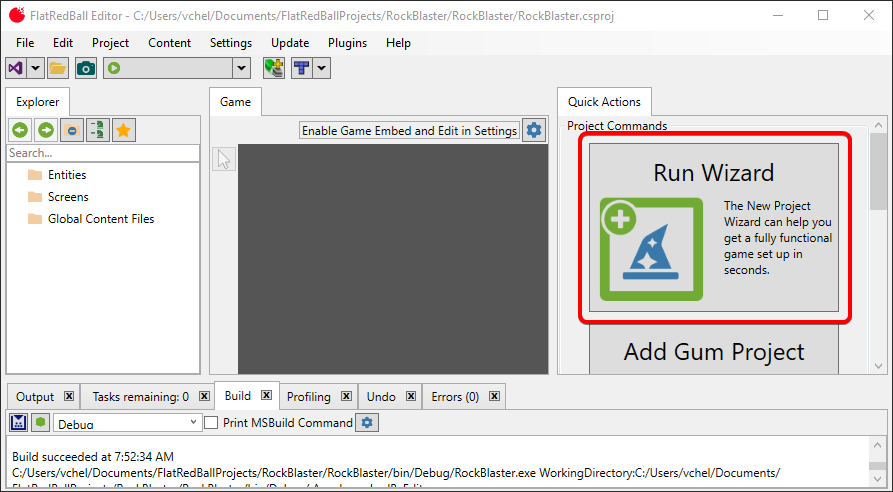 FlatRedBall Editor - C:/Users/vchel/Documents/FlatRedBallProjects/RockBlaster/RockBlaster/RockBlaster.csproj
File Edit Project Content Settings Update Plugins Help
Explorer
Search...
Entities
Screens
Global Content Files
Game
Enable Game Embed and Edit in Settings
Quick Actions
Project Commands
Run Wizard
The New Project
Wizard can help you
get a fully functional
game set up in
seconds.
Add Gum Project
Output Tasks remaining: 0 Build Profiling Undo Errors (0)
Debug Print MSBuild Command
Build succeeded at 7:52:34 AM
C:/Users/vchel/Documents/FlatRedBallProjects/RockBlaster/RockBlaster/bin/Debug/RockBlaster.exe WorkingDirectory:C:/Users/vchel/Documents/